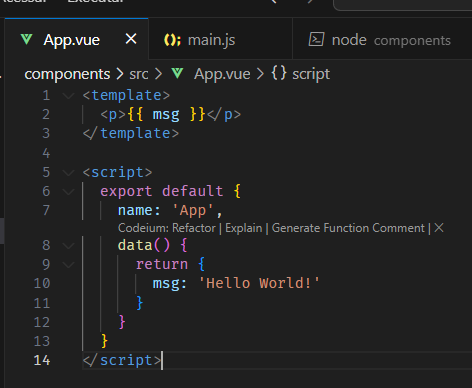 App.vue
main.js
node components
components > src > App.vue > {} script
1 <template>
2 <p>{{ msg }}</p>
3 </template>
4
5 <script>
6 export default {
7 name: 'App',
Codeium: Refactor | Explain | Generate Function Comment | ×
8 data() {
9 return {
10 msg: 'Hello World!'
11 }
12 }
13 }
14 </script>